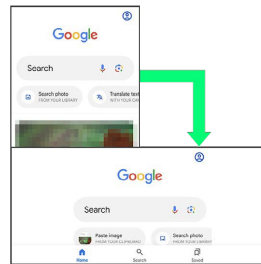 Google
Search
Search photo
FROM YOUR LIBRARY
Translate text
WITH YOUR CAM
Google
Search
Paste image
FROM YOUR CLIPBOARD
Search photo
FROM YOUR LIBRARY
Home
Search
Saved